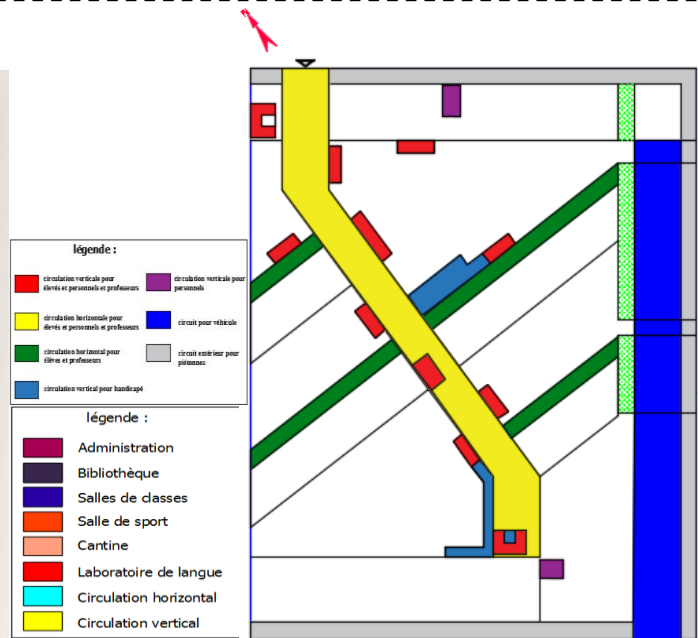 légende :
circulation verticale pour
élevés et personnels et professeurs
circulation verticale pour
personnels
circulation horizontale pour
élevés et personnels et professeurs
circuit pour véhicule
circulation horizontal pour
élèves et professeurs
circuit extérieur pour
piétonnes
circulation vertical pour handicapé
légende :
Administration
Bibliothèque
Salles de classes
Salle de sport
Cantine
Laboratoire de langue
Circulation horizontal
Circulation vertical